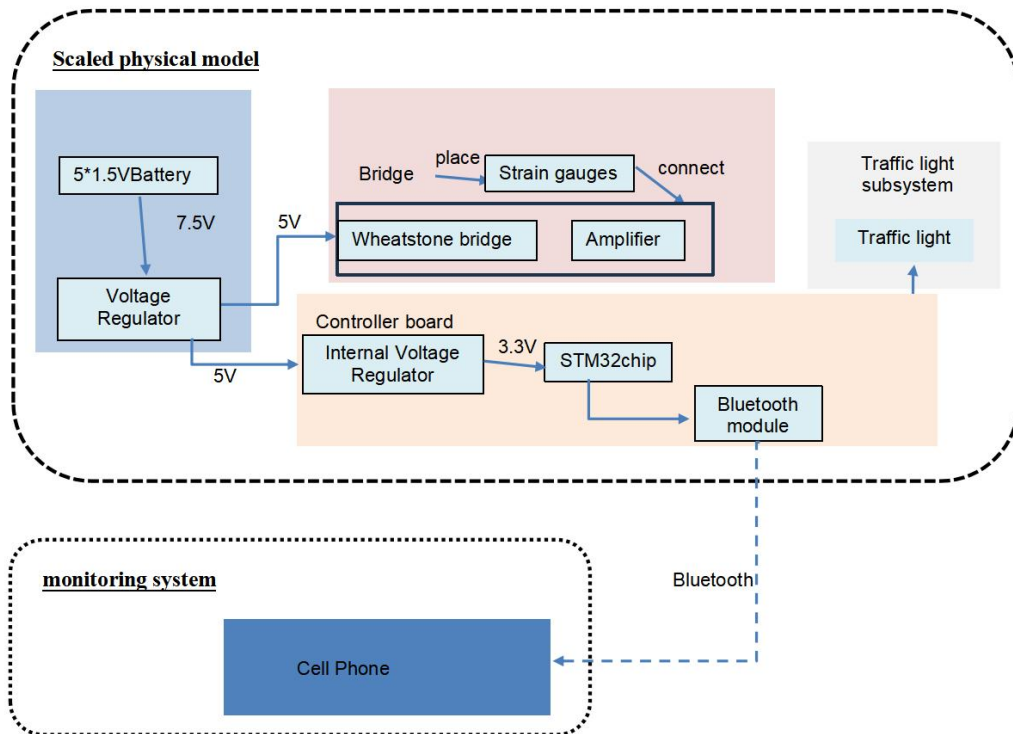 Scaled physical model
5*1.5VBattery
7.5V
Voltage
Regulator
5V
5V
Bridge
place
Strain gauges
connect
Wheatstone bridge
Amplifier
Traffic light
subsystem
Traffic light
Controller board
Internal Voltage
Regulator
3.3V
STM32chip
Bluetooth
module
Bluetooth
monitoring system
Cell Phone